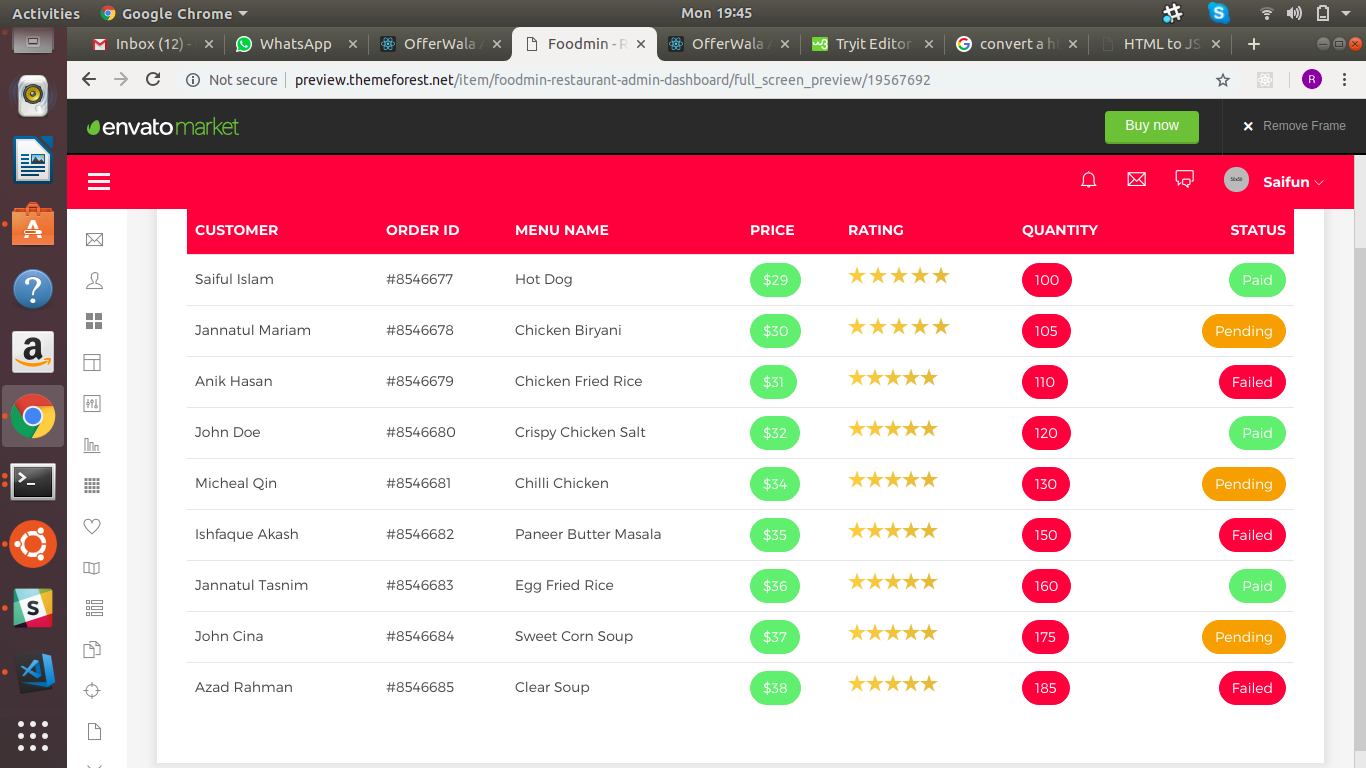 Activities Google Chrome Mon 19:45
Inbox (12) - WhatsApp OfferWala A Foodmin - R OfferWala A Tryit Editor convert a ht HTML to JS
Not secure preview.themeforest.net/item/foodmin-restaurant-admin-dashboard/full_screen_preview/19567692 R
envatomarket Buy now Remove Frame
Saifun
CUSTOMER ORDER ID MENU NAME PRICE RATING QUANTITY STATUS
Saiful Islam #8546677 Hot Dog $29 100 Paid
Jannatul Mariam #8546678 Chicken Biryani $30 105 Pending
Anik Hasan #8546679 Chicken Fried Rice $31 110 Failed
John Doe #8546680 Crispy Chicken Salt $32 120 Paid
Micheal Qin #8546681 Chilli Chicken $34 130 Pending
Ishfaque Akash #8546682 Paneer Butter Masala $35 150 Failed
Jannatul Tasnim #8546683 Egg Fried Rice $36 160 Paid
John Cina #8546684 Sweet Corn Soup $37 175 Pending
Azad Rahman #8546685 Clear Soup $38 185 Failed